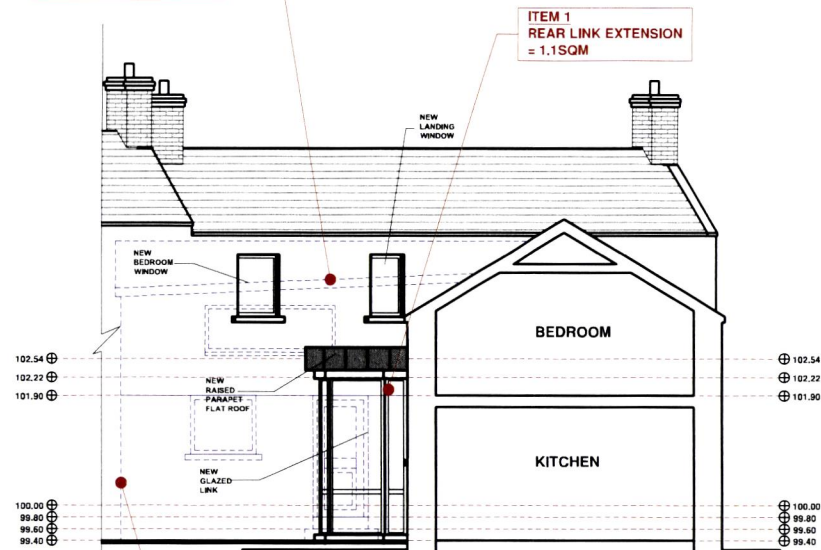 ITEM 1
REAR LINK EXTENSION
= 1.1SQM
NEW
LANDING
WINDOW
NEW
BEDROOM
WINDOW
BEDROOM
102.54
102.22
101.90
102.54
102.22
101.90
NEW
RAISED
PARAPET
FLAT ROOF
KITCHEN
NEW
GLAZED
LINK
100.00
99.80
99.60
99.40
100.00
99.80
99.60
99.40